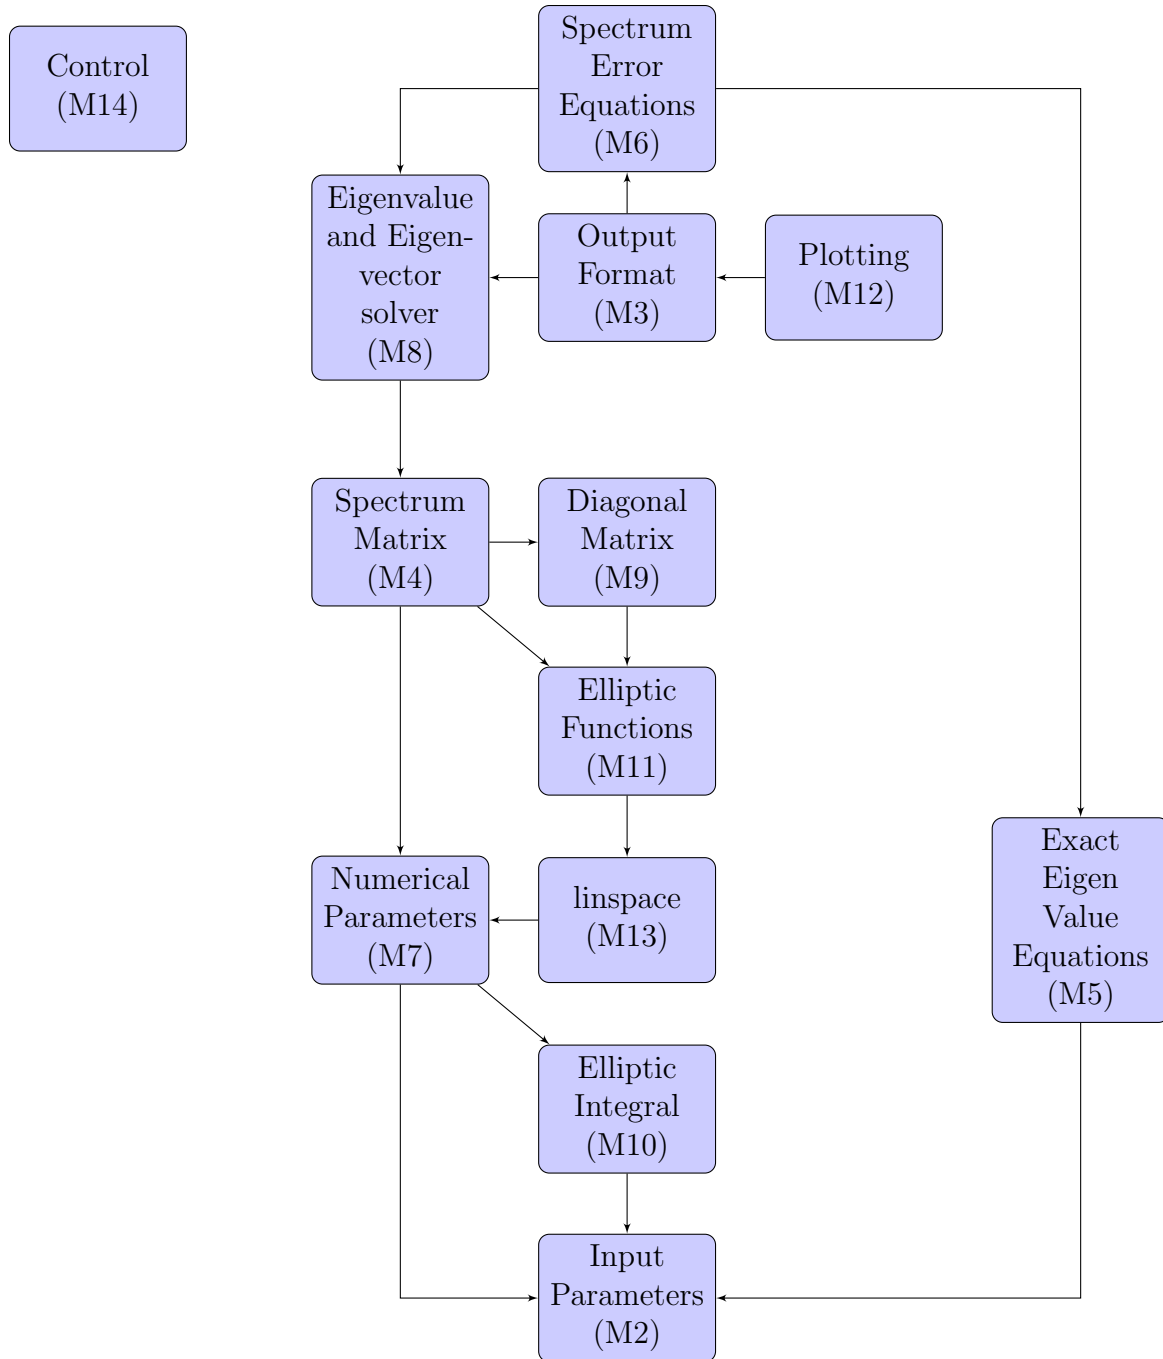 Control
(M14)
Spectrum
Error
Equations
(M6)
Eigenvalue
and Eigen-
vector
solver
(M8)
Output
Format
(M3)
Plotting
(M12)
Spectrum
Matrix
(M4)
Diagonal
Matrix
(M9)
Elliptic
Functions
(M11)
Numerical
Parameters
(M7)
linspace
(M13)
Exact
Eigen
Value
Equations
(M5)
Elliptic
Integral
(M10)
Input
Parameters
(M2)